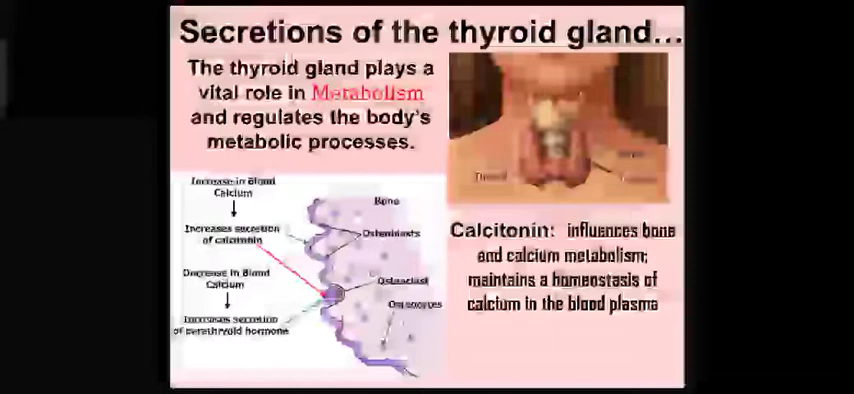 Secretions of the thyroid gland...
The thyroid gland plays a
vital role in Metabolism
and regulates the body's
metabolic processes.
Increase in Blood
Calcium
Increases secretion
of calcitonin
Decrease in Blood
Calcium
Increases secretion
of parathyroid hormone
Bone
Osteoblasts
Osteoclast
Osteocytes
Calcitonin: influences bone
and calcium metabolism;
maintains a homeostasis of
calcium in the blood plasma